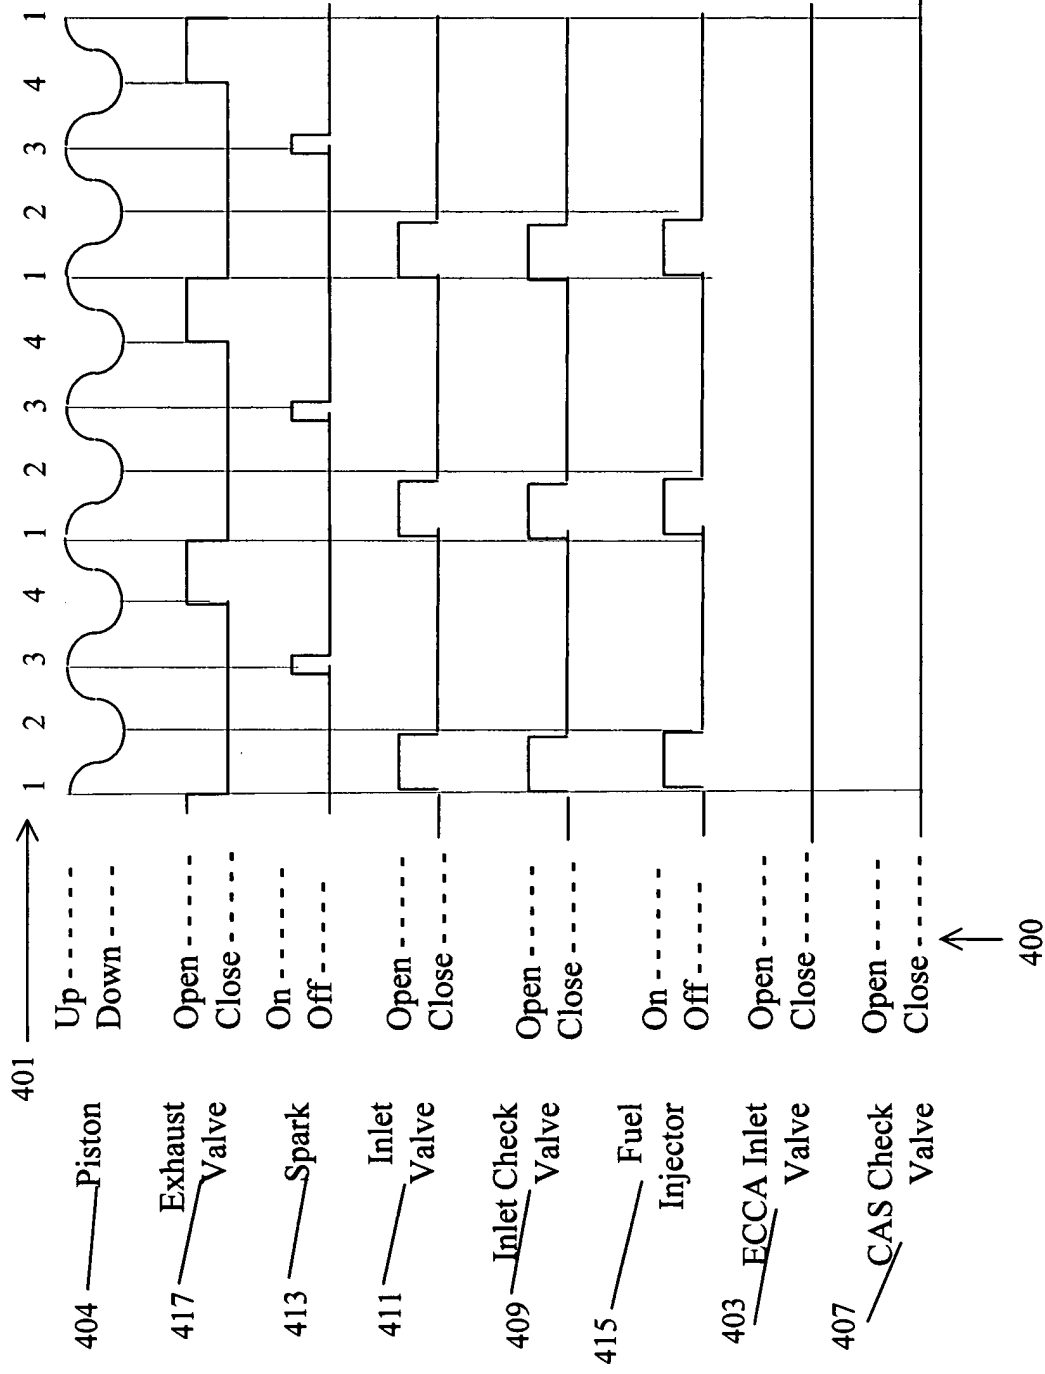 401
1 2 3 4 1 2 3 4 1 2 3 4 1
404
Piston
Up
Down
417
Exhaust
Valve
Open
Close
413
Spark
On
Off
411
Inlet
Valve
Open
Close
409
Inlet Check
Valve
Open
Close
415
Fuel
Injector
On
Off
403
ECCA Inlet
Valve
Open
Close
407
CAS Check
Valve
Open
Close
400